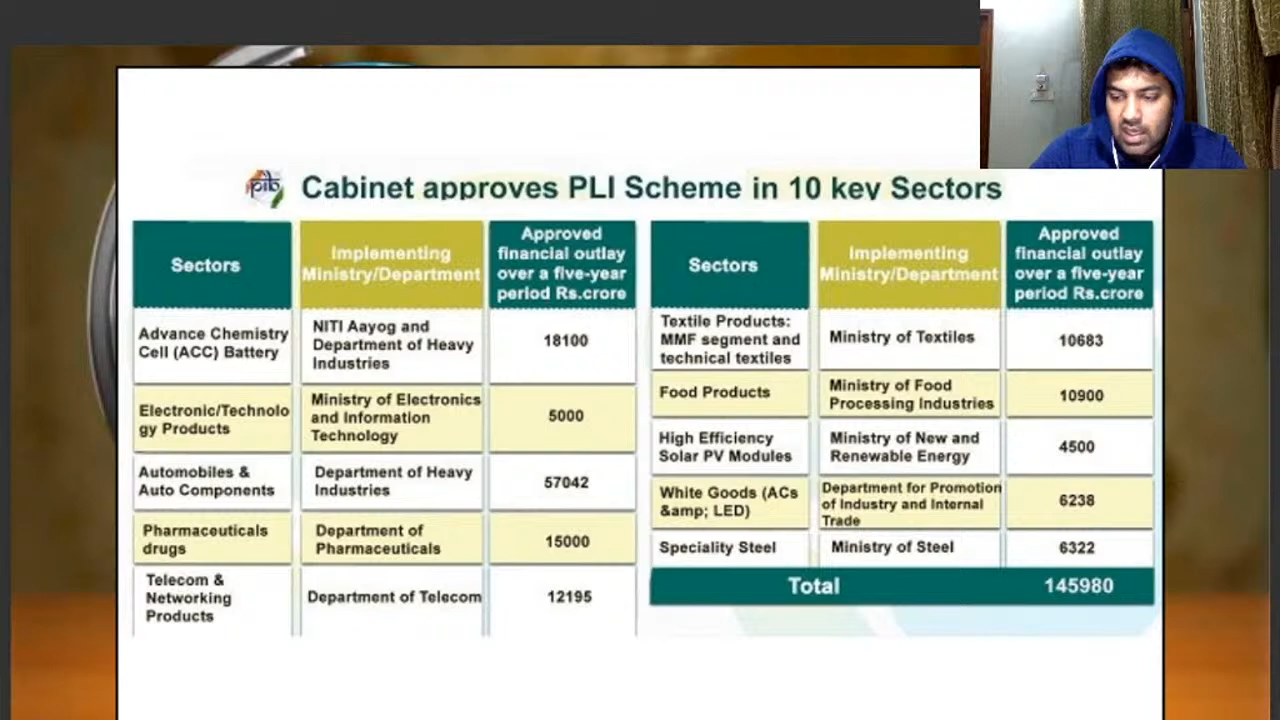 pib
Cabinet approves PLI Scheme in 10 key Sectors
Sectors
Implementing
Ministry/Department
Approved
financial outlay
over a five-year
period Rs.crore
Advance Chemistry
Cell (ACC) Battery
NITI Aayog and
Department of Heavy
Industries
18100
Electronic/Technolo
gy Products
Ministry of Electronics
and Information
Technology
5000
Automobiles &
Auto Components
Department of Heavy
Industries
57042
Pharmaceuticals
drugs
Department of
Pharmaceuticals
15000
Telecom &
Networking
Products
Department of Telecom
12195
Sectors
Implementing
Ministry/Department
Approved
financial outlay
over a five-year
period Rs.crore
Textile Products:
MMF segment and
technical textiles
Ministry of Textiles
10683
Food Products
Ministry of Food
Processing Industries
10900
High Efficiency
Solar PV Modules
Ministry of New and
Renewable Energy
4500
White Goods (ACs
&amp; LED)
Department for Promotion
of Industry and Internal
Trade
6238
Speciality Steel
Ministry of Steel
6322
Total
145980